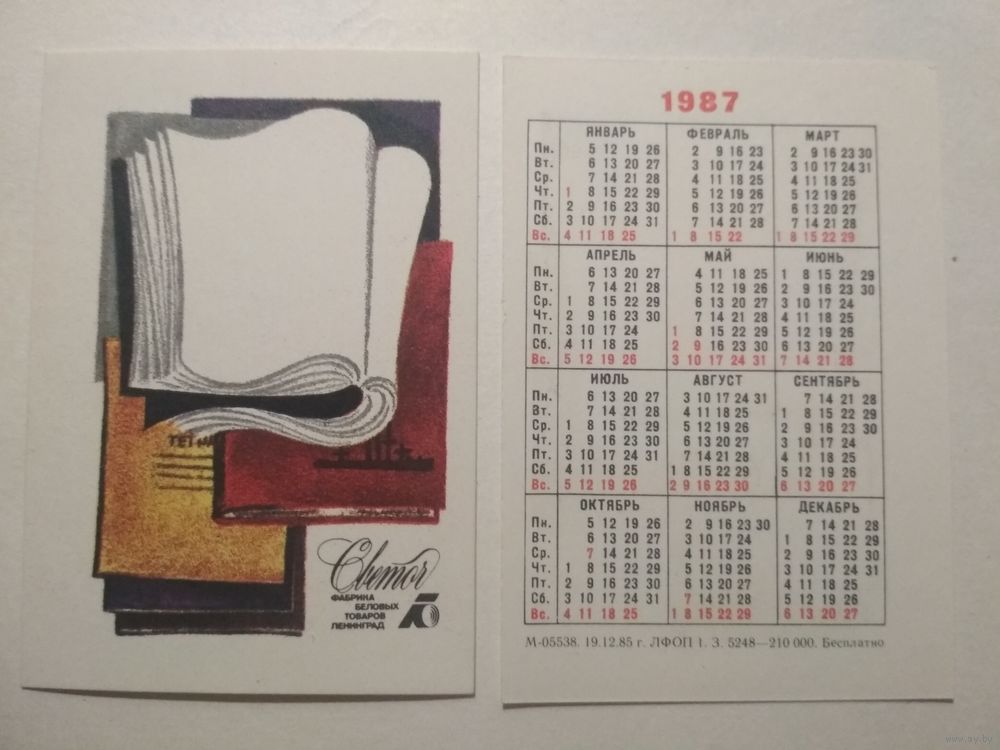 ТЕТРА
Светоч
ФАБРИКА
БЕЛОВЫХ
ТОВАРОВ
ЛЕНИНГРАД
1987
ЯНВАРЬ ФЕВРАЛЬ МАРТ
Пн. 5 12 19 26 2 9 16 23 2 9 16 23 30
Вт. 6 13 20 27 3 10 17 24 3 10 17 24 31
Ср. 7 14 21 28 4 11 18 25 4 11 18 25
Чт. 1 8 15 22 29 5 12 19 26 5 12 19 26
Пт. 2 9 16 23 30 6 13 20 27 6 13 20 27
Сб. 3 10 17 24 31 7 14 21 28 7 14 21 28
Вс. 4 11 18 25 1 8 15 22 1 8 15 22 29
АПРЕЛЬ МАЙ ИЮНЬ
Пн. 6 13 20 27 4 11 18 25 1 8 15 22 29
Вт. 7 14 21 28 5 12 19 26 2 9 16 23 30
Ср. 1 8 15 22 29 6 13 20 27 3 10 17 24
Чт. 2 9 16 23 30 7 14 21 28 4 11 18 25
Пт. 3 10 17 24 1 8 15 22 29 5 12 19 26
Сб. 4 11 18 25 2 9 16 23 30 6 13 20 27
Вс. 5 12 19 26 3 10 17 24 31 7 14 21 28
ИЮЛЬ АВГУСТ СЕНТЯБРЬ
Пн. 6 13 20 27 3 10 17 24 31 7 14 21 28
Вт. 7 14 21 28 4 11 18 25 1 8 15 22 29
Ср. 1 8 15 22 29 5 12 19 26 2 9 16 23 30
Чт. 2 9 16 23 30 6 13 20 27 3 10 17 24
Пт. 3 10 17 24 31 7 14 21 28 4 11 18 25
Сб. 4 11 18 25 1 8 15 22 29 5 12 19 26
Вс. 5 12 19 26 2 9 16 23 30 6 13 20 27
ОКТЯБРЬ НОЯБРЬ ДЕКАБРЬ
Пн. 5 12 19 26 2 9 16 23 30 7 14 21 28
Вт. 6 13 20 27 3 10 17 24 1 8 15 22 29
Ср. 7 14 21 28 4 11 18 25 2 9 16 23 30
Чт. 1 8 15 22 29 5 12 19 26 3 10 17 24 31
Пт. 2 9 16 23 30 6 13 20 27 4 11 18 25
Сб. 3 10 17 24 31 7 14 21 28 5 12 19 26
Вс. 4 11 18 25 1 8 15 22 29 6 13 20 27
М-05538. 19.12.85 г. ЛФОП 1. З. 5248—210 000. Бесплатно
www.ay.by